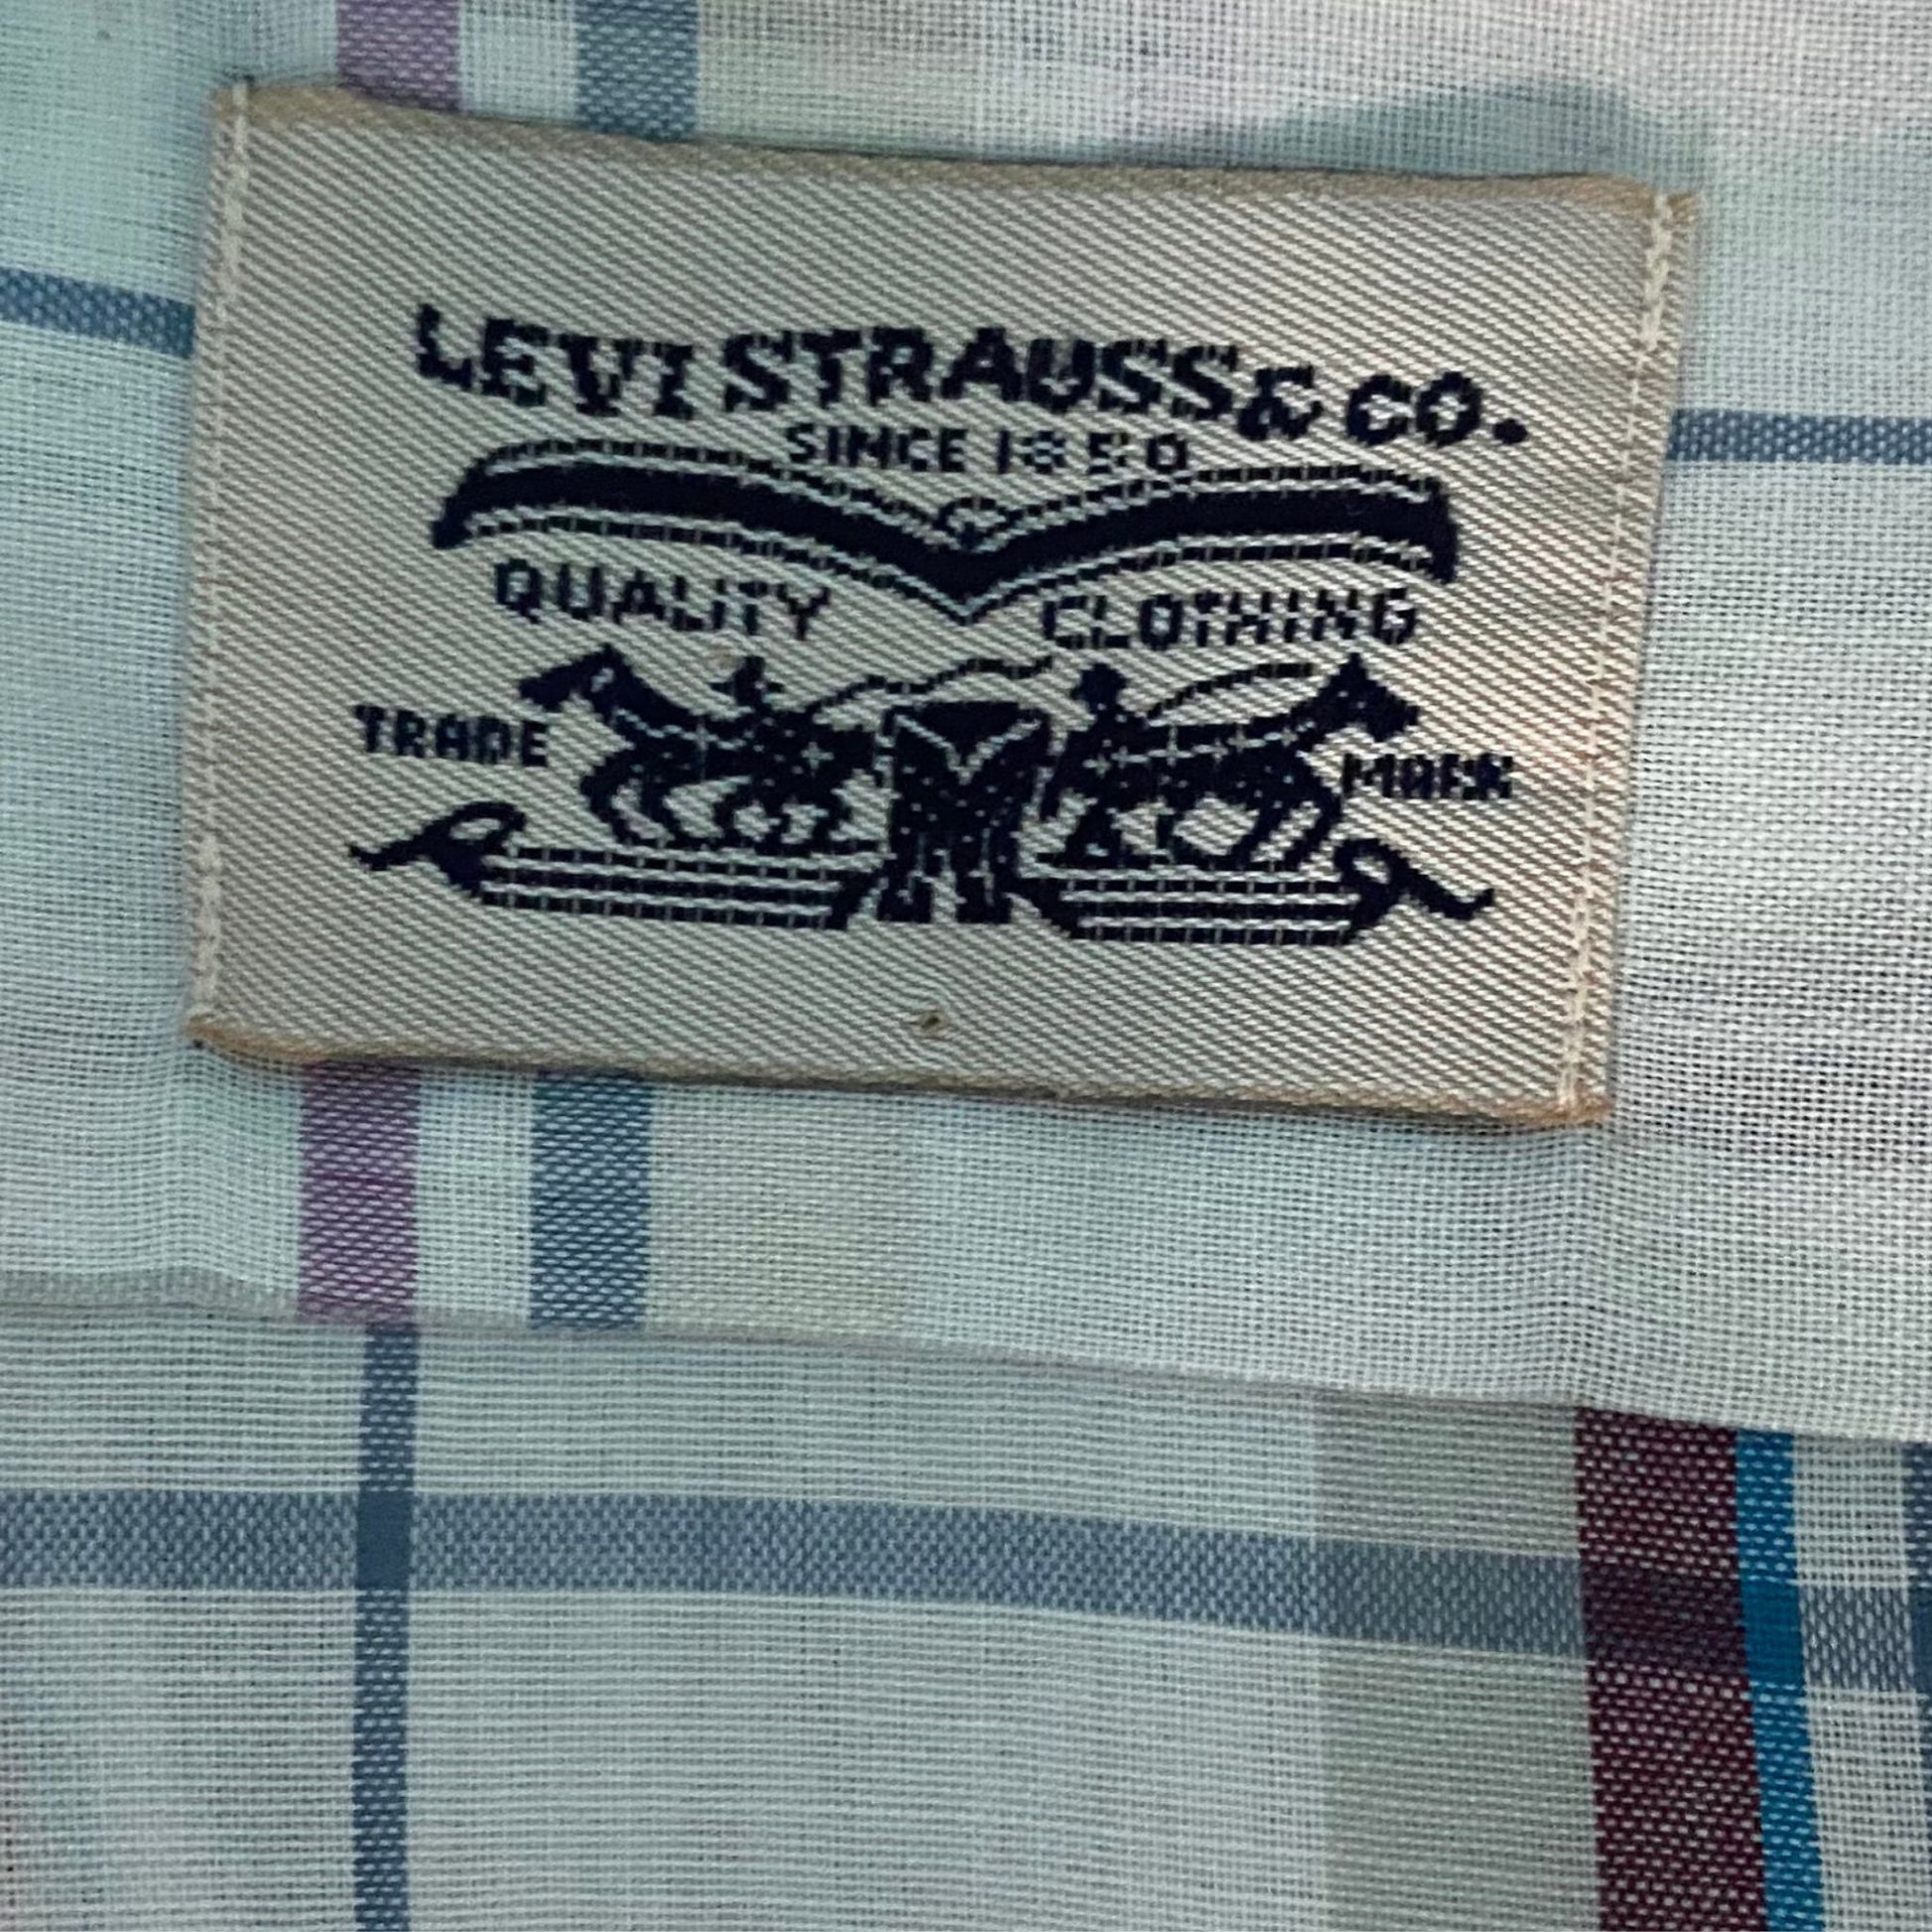 LEVI STRAUSS & CO.
SINCE 1850
QUALITY CLOTHING
TRADE MARK